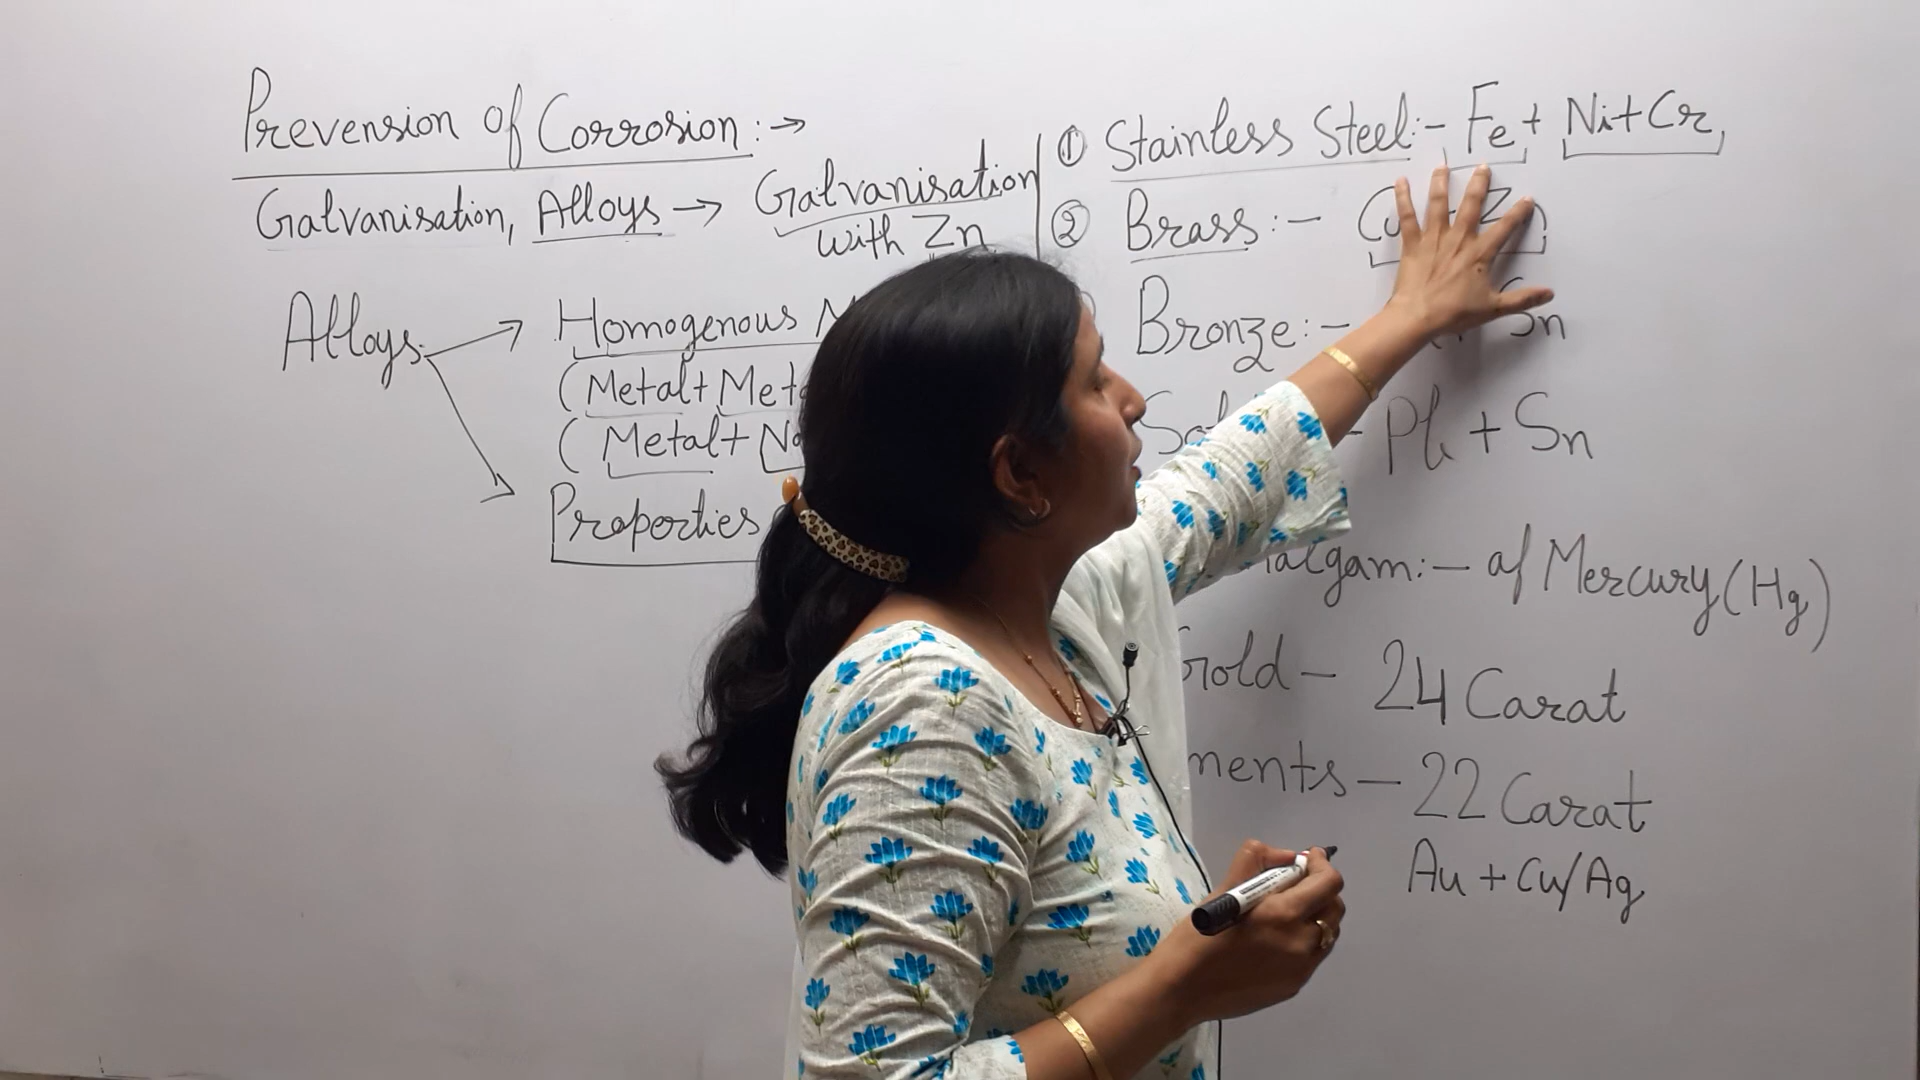 Prevension of Corrosion :→
Galvanisation, Alloys → Galvanisation
with Zn
Alloys
Homogenous
(Metal + Meta
(Metal +
Properties
① Stainless Steel :- Fe + Ni + Cr,
② Brass :-
Bronze :- Sn
Pb + Sn
algam :- of Mercury (Hg)
Gold - 24 Carat
ments - 22 Carat
Au + Cu/Ag